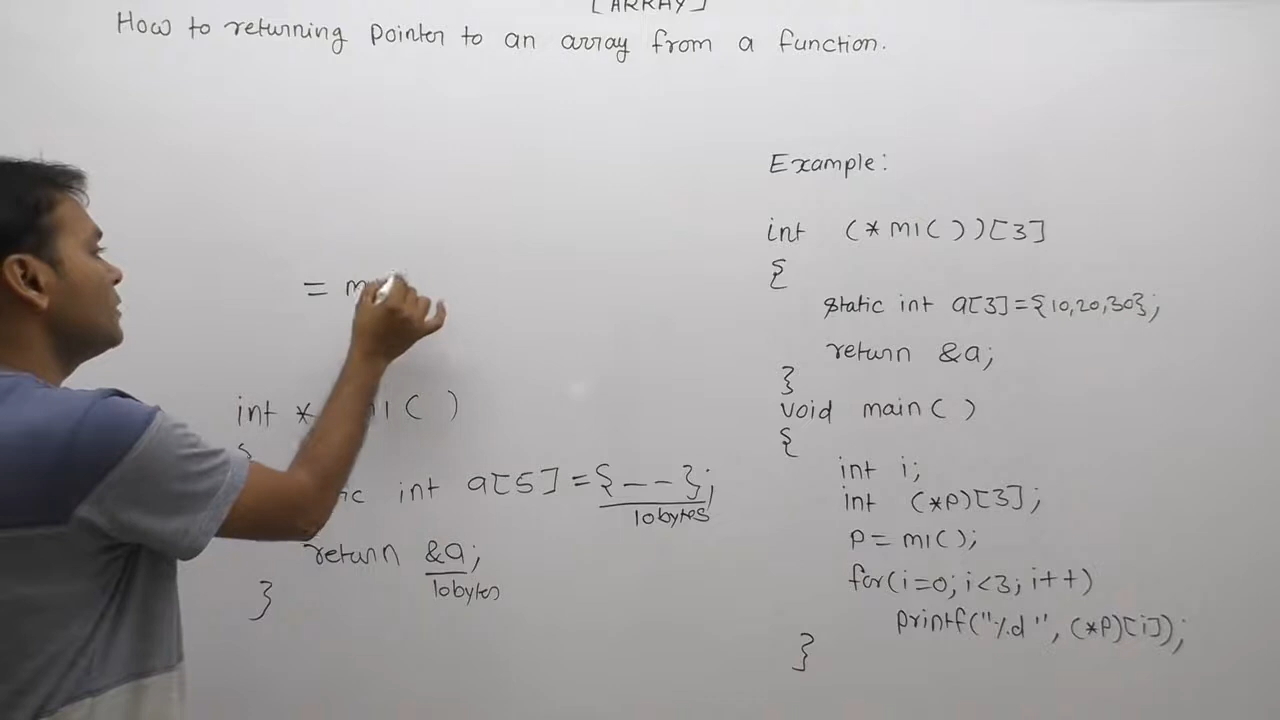 [ARRAY]
How to returning pointer to an array from a function.
= m
int * m1( )
{
int a[5] = {_ _};
10bytes
return &a;
10bytes
}
Example:
int (*m1())[3]
{
static int a[3]={10,20,30};
return &a;
}
void main( )
{
int i;
int (*p)[3];
p= m1();
for(i=0; i<3; i++)
printf("%d", (*p)[i]);
}